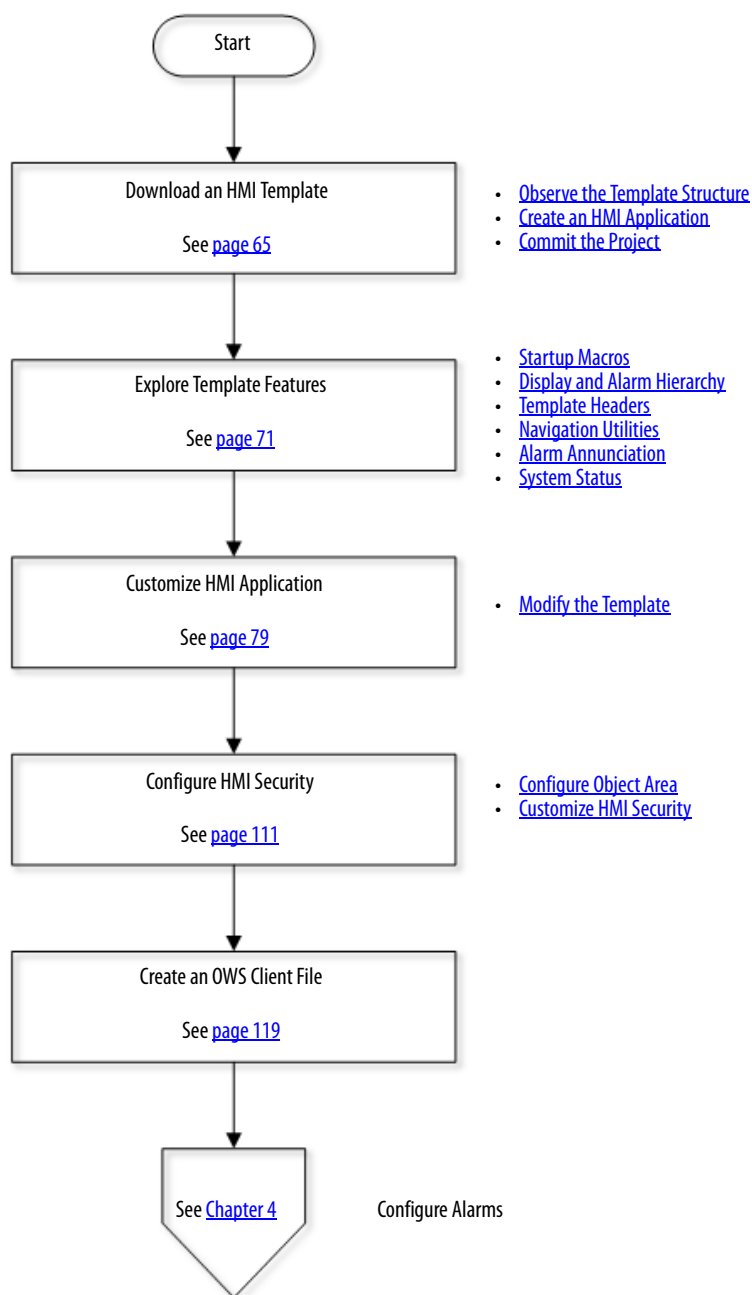 Start
Download an HMI Template
See page 65
• Observe the Template Structure
• Create an HMI Application
• Commit the Project
Explore Template Features
See page 71
• Startup Macros
• Display and Alarm Hierarchy
• Template Headers
• Navigation Utilities
• Alarm Annunciation
• System Status
Customize HMI Application
See page 79
• Modify the Template
Configure HMI Security
See page 111
• Configure Object Area
• Customize HMI Security
Create an OWS Client File
See page 119
See Chapter 4
Configure Alarms